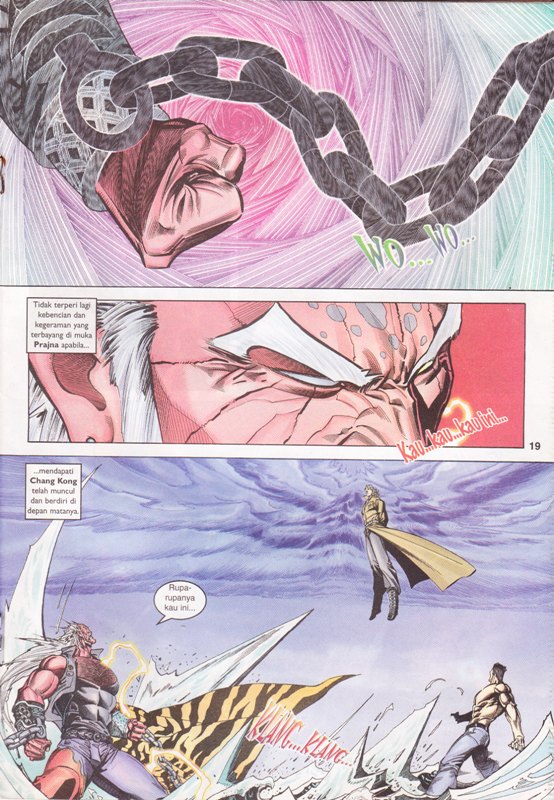 WO...WO...
Tidak terperi lagi
kebencian dan
kegeraman yang
terbayang di muka
Prajna apabila...
Kau...kau...kau ini...
19
...mendapati
Chang Kong
telah muncul
dan berdiri di
depan matanya.
Rupa-
rupanya
kau ini...
KLANG...KLANG...